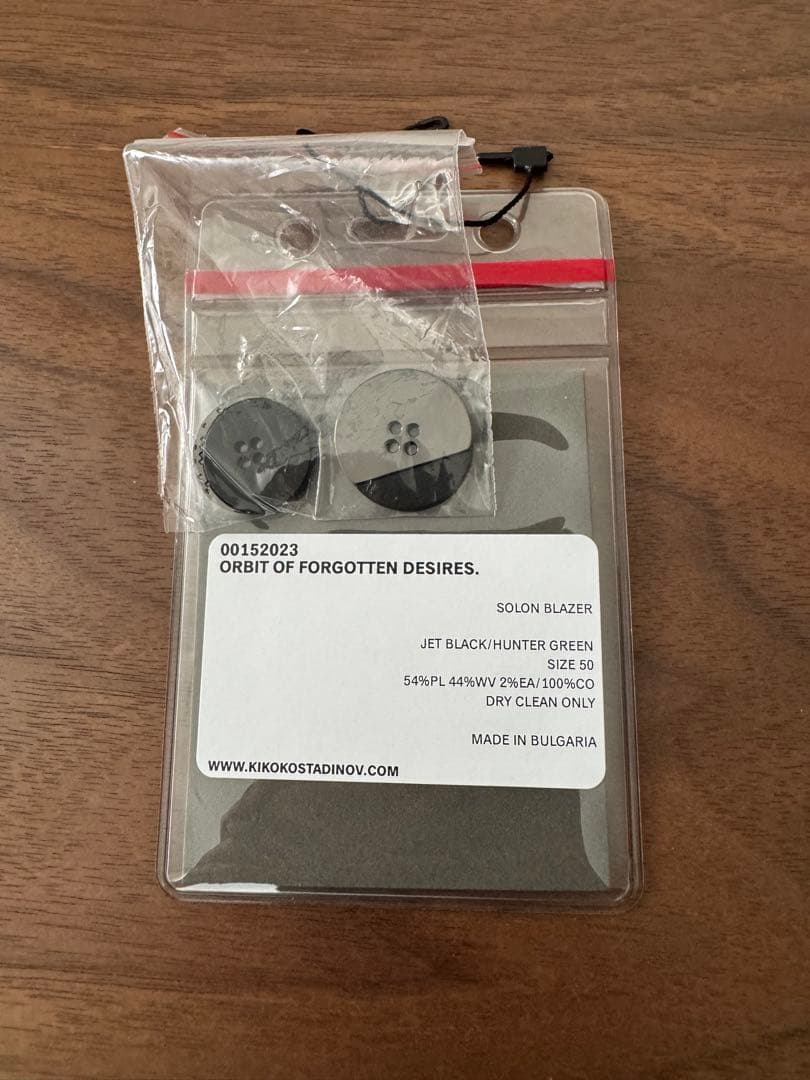 00152023
ORBIT OF FORGOTTEN DESIRES.
SOLON BLAZER
JET BLACK/HUNTER GREEN
SIZE 50
54%PL 44%WV 2%EA/100%CO
DRY CLEAN ONLY
MADE IN BULGARIA
WWW.KIKOKOSTADINOV.COM